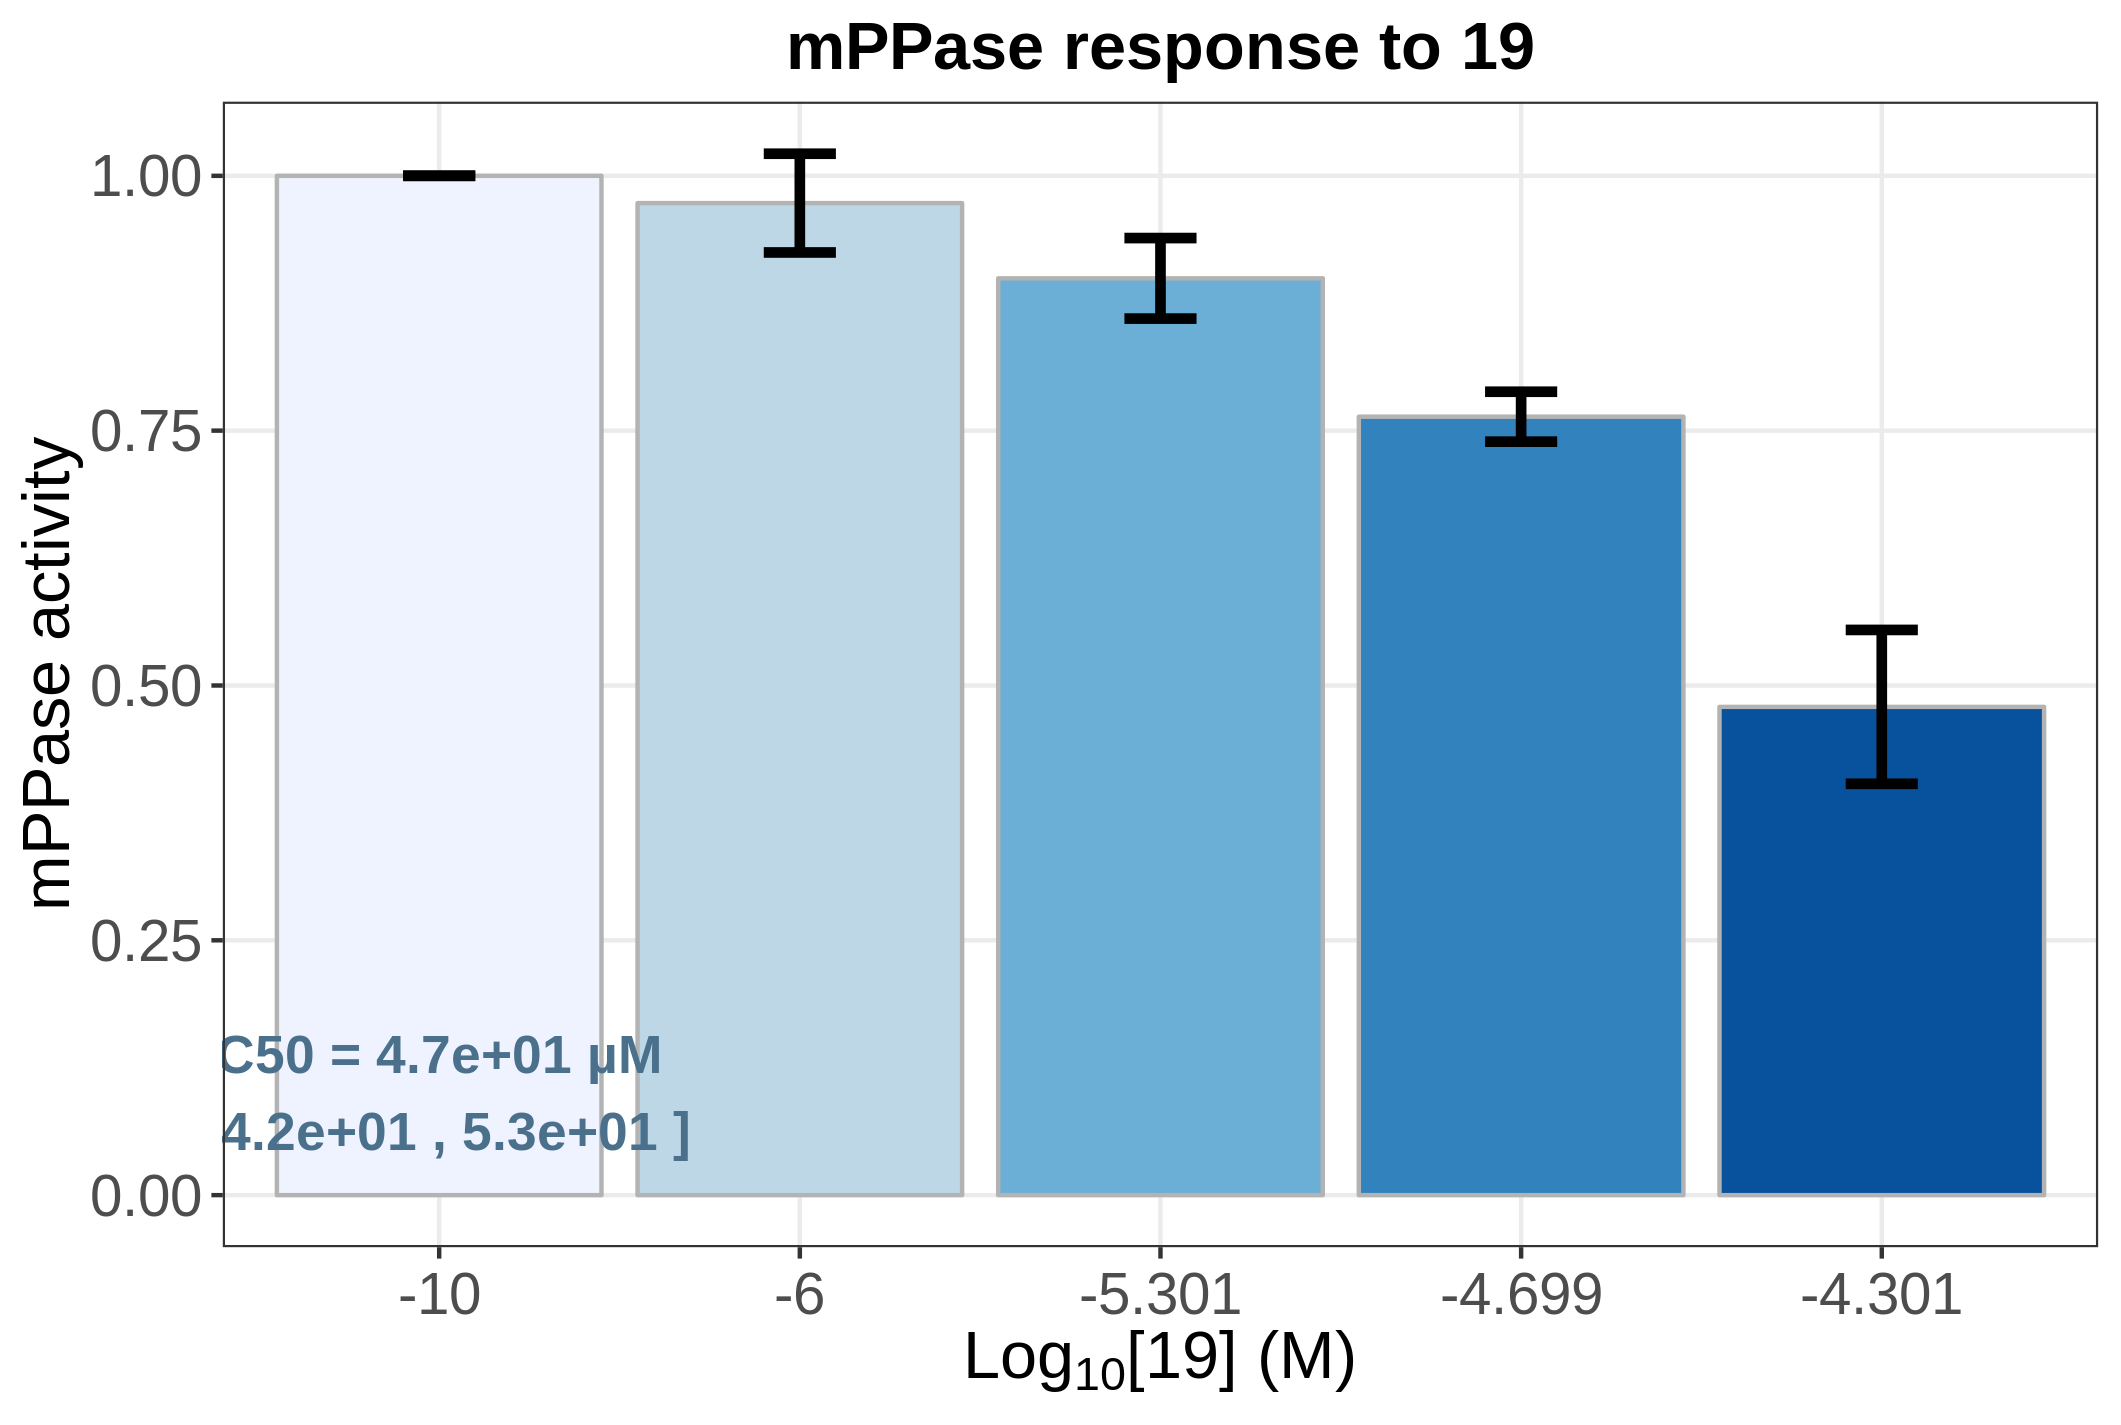 mPPase response to 19
mPPase activity
1.00
0.75
0.50
0.25
0.00
C50 = 4.7e+01 µM
4.2e+01 , 5.3e+01 ]
-10
-6
-5.301
-4.699
-4.301
Log₁₀[19] (M)